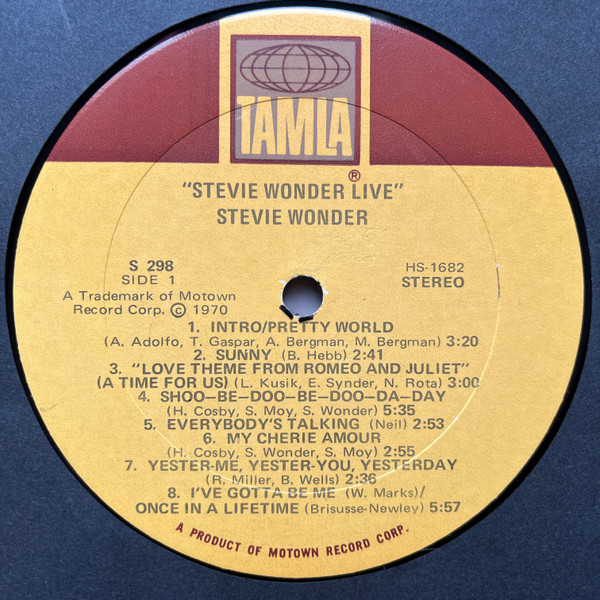 TAMLA
®
"STEVIE WONDER LIVE"
STEVIE WONDER
S 298
SIDE 1
HS-1682
STEREO
A Trademark of Motown
Record Corp. © 1970
1. INTRO/PRETTY WORLD
(A. Adolfo, T. Gaspar, A. Bergman, M. Bergman) 3:20
2. SUNNY (B. Hebb) 2:41
3. "LOVE THEME FROM ROMEO AND JULIET"
(A TIME FOR US) (L. Kusik, E. Synder, N. Rota) 3:00
4. SHOO-BE-DOO-BE-DOO-DA-DAY
(H. Cosby, S. Moy, S. Wonder) 5:35
5. EVERYBODY'S TALKING (Neil) 2:53
6. MY CHERIE AMOUR
(H. Cosby, S. Wonder, S. Moy) 2:55
7. YESTER-ME, YESTER-YOU, YESTERDAY
(R. Miller, B. Wells) 2:36
8. I'VE GOTTA BE ME (W. Marks)/
ONCE IN A LIFETIME (Brisusse-Newley) 5:57
A PRODUCT OF MOTOWN RECORD CORP.